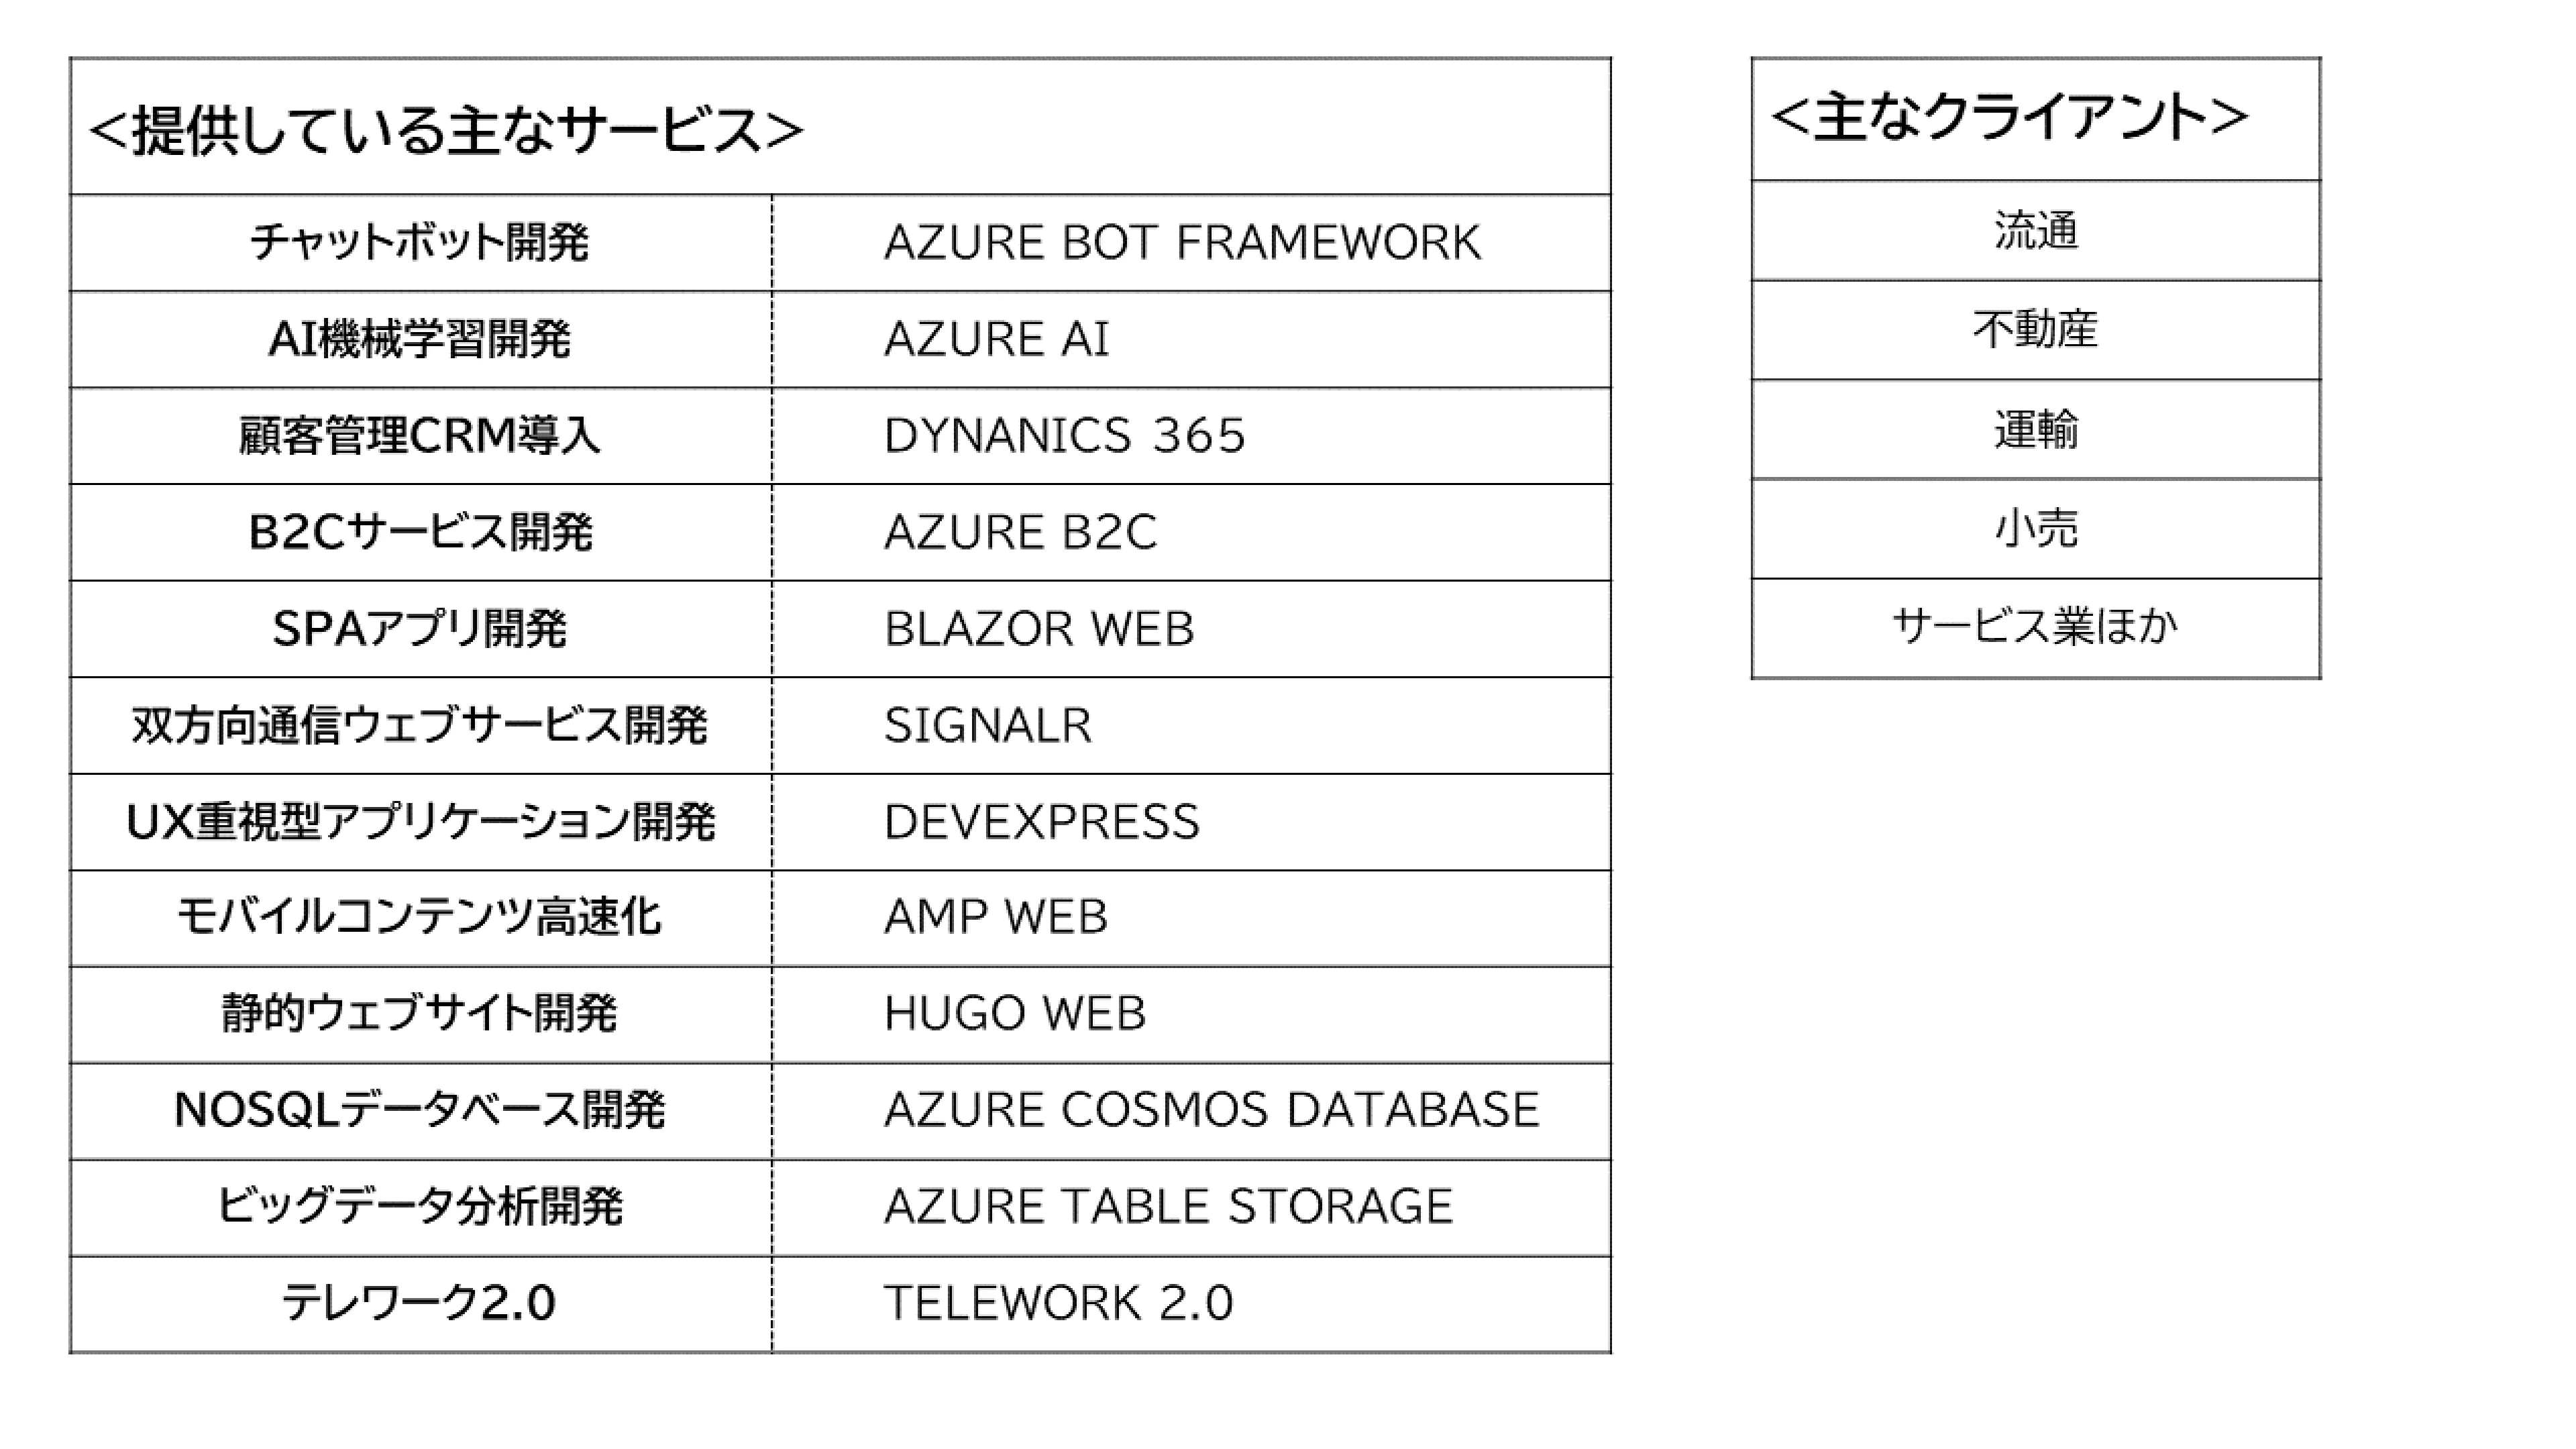 <提供している主なサービス>
チャットボット開発 AZURE BOT FRAMEWORK
AI機械学習開発 AZURE AI
顧客管理CRM導入 DYNANICS 365
B2Cサービス開発 AZURE B2C
SPAアプリ開発 BLAZOR WEB
双方向通信ウェブサービス開発 SIGNALR
UX重視型アプリケーション開発 DEVEXPRESS
モバイルコンテンツ高速化 AMP WEB
静的ウェブサイト開発 HUGO WEB
NOSQLデータベース開発 AZURE COSMOS DATABASE
ビッグデータ分析開発 AZURE TABLE STORAGE
テレワーク2.0 TELEWORK 2.0
<主なクライアント>
流通
不動産
運輸
小売
サービス業ほか